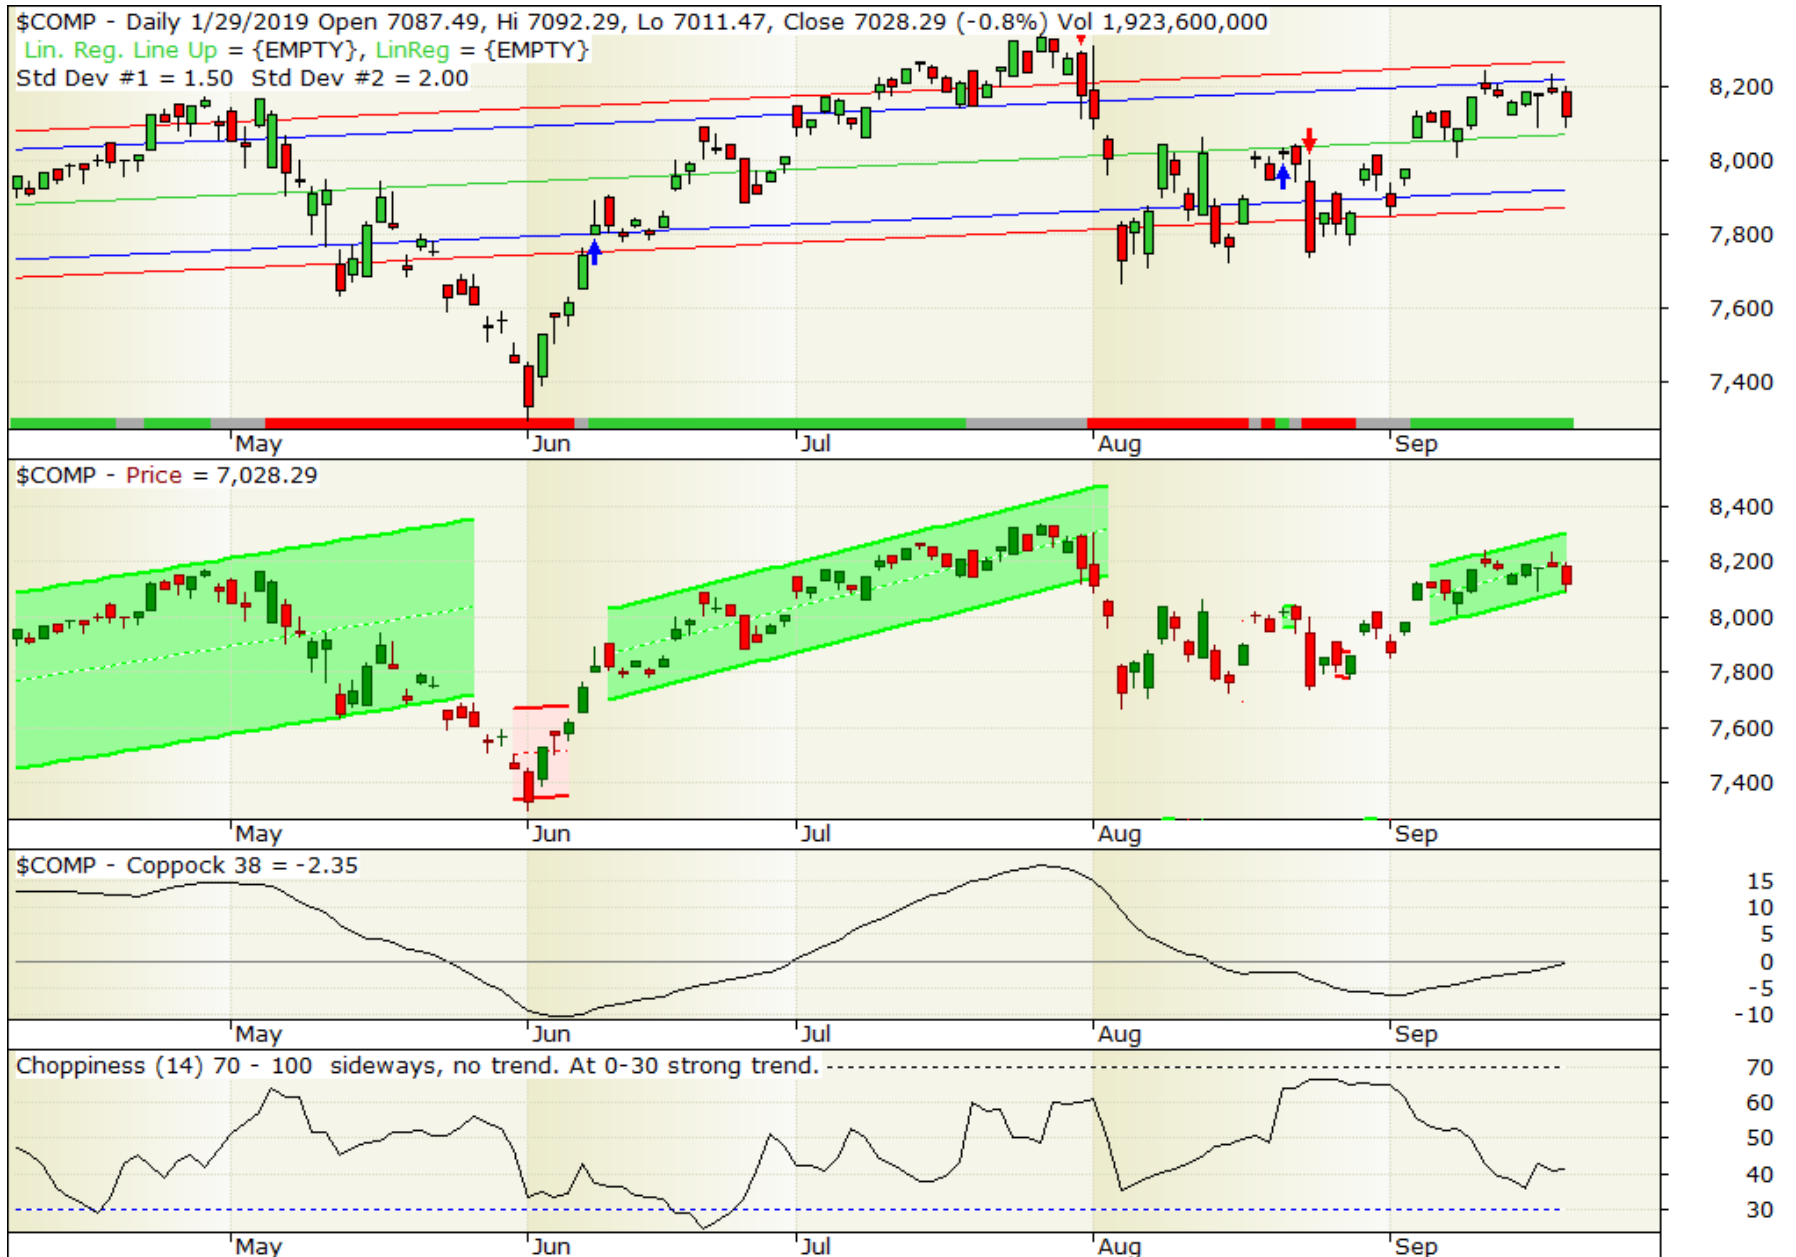 $COMP - Daily 1/29/2019 Open 7087.49, Hi 7092.29, Lo 7011.47, Close 7028.29 (-0.8%) Vol 1,923,600,000
Lin. Reg. Line Up = {EMPTY}, LinReg = {EMPTY}
Std Dev #1 = 1.50 Std Dev #2 = 2.00
8,200
8,000
7,800
7,600
7,400
May Jun Jul Aug Sep
$COMP - Price = 7,028.29
8,400
8,200
8,000
7,800
7,600
7,400
May Jun Jul Aug Sep
$COMP - Coppock 38 = -2.35
15
10
5
0
-5
-10
May Jun Jul Aug Sep
Choppiness (14) 70 - 100 sideways, no trend. At 0-30 strong trend.
70
60
50
40
30
May Jun Jul Aug Sep